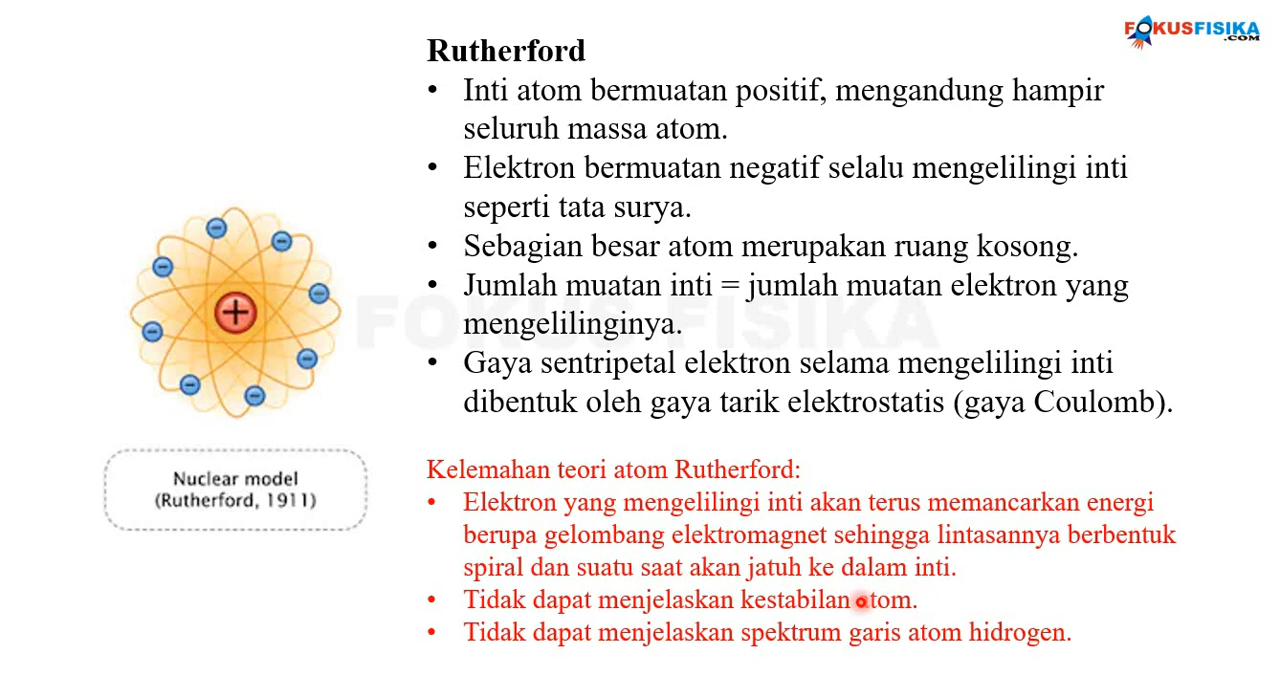 FOKUSFISIKA
.COM
Rutherford
• Inti atom bermuatan positif, mengandung hampir
seluruh massa atom.
• Elektron bermuatan negatif selalu mengelilingi inti
seperti tata surya.
• Sebagian besar atom merupakan ruang kosong.
• Jumlah muatan inti = jumlah muatan elektron yang
mengelilinginya.
• Gaya sentripetal elektron selama mengelilingi inti
dibentuk oleh gaya tarik elektrostatis (gaya Coulomb).
FOKUS FISIKA
Nuclear model
(Rutherford, 1911)
Kelemahan teori atom Rutherford:
• Elektron yang mengelilingi inti akan terus memancarkan energi
berupa gelombang elektromagnet sehingga lintasannya berbentuk
spiral dan suatu saat akan jatuh ke dalam inti.
• Tidak dapat menjelaskan kestabilan atom.
• Tidak dapat menjelaskan spektrum garis atom hidrogen.